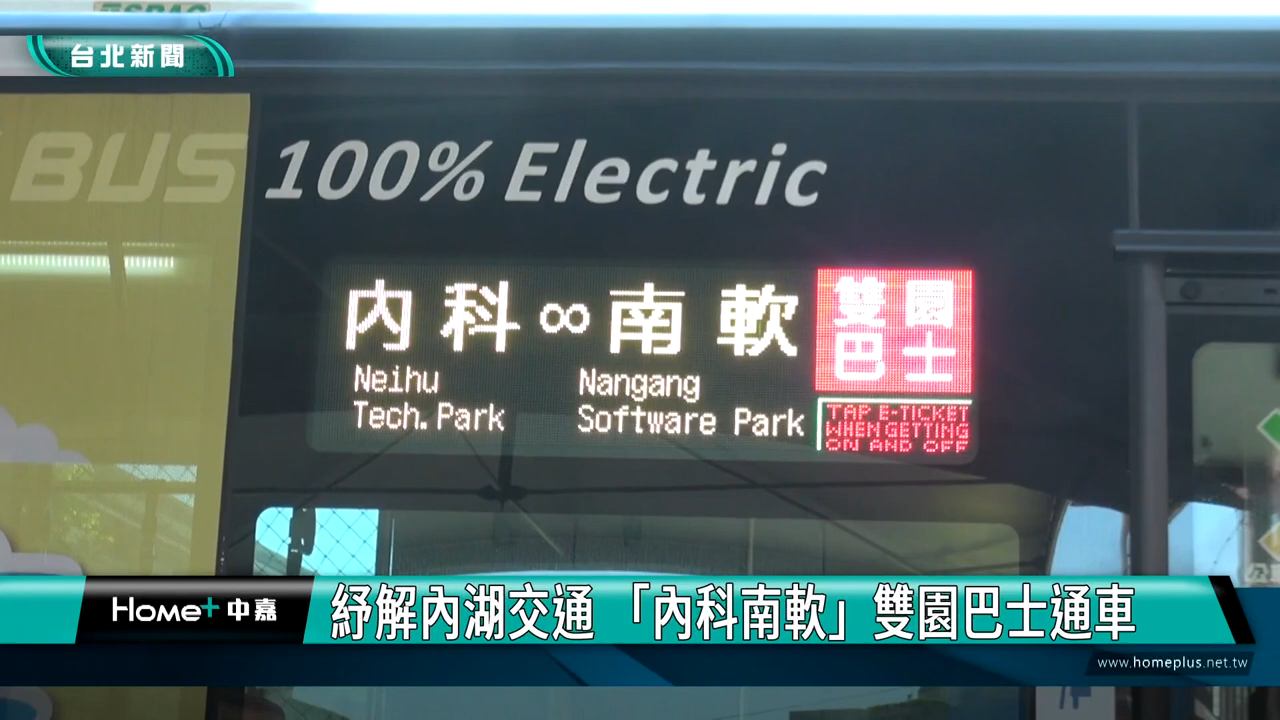 台北新聞
BUS 100% Electric
內科∞南軟 雙園
巴士
Neihu Nangang
Tech. Park Software Park
TAP E-TICKET
WHEN GETTING
ON AND OFF
Home+中嘉 紓解內湖交通 「內科南軟」雙園巴士通車
www.homeplus.net.tw